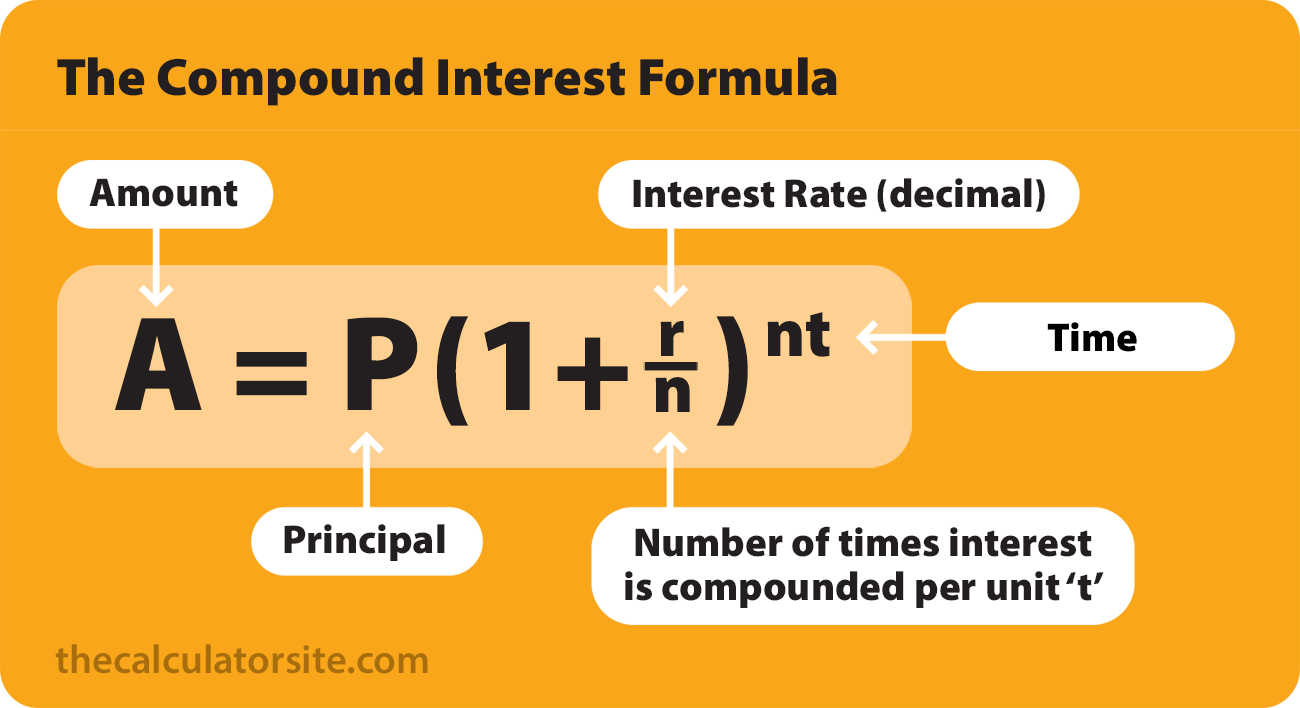 The Compound Interest Formula
Amount
Interest Rate (decimal)
A = P(1+r/n)^nt
Time
Principal
Number of times interest
is compounded per unit ‘t’
thecalculatorsite.com